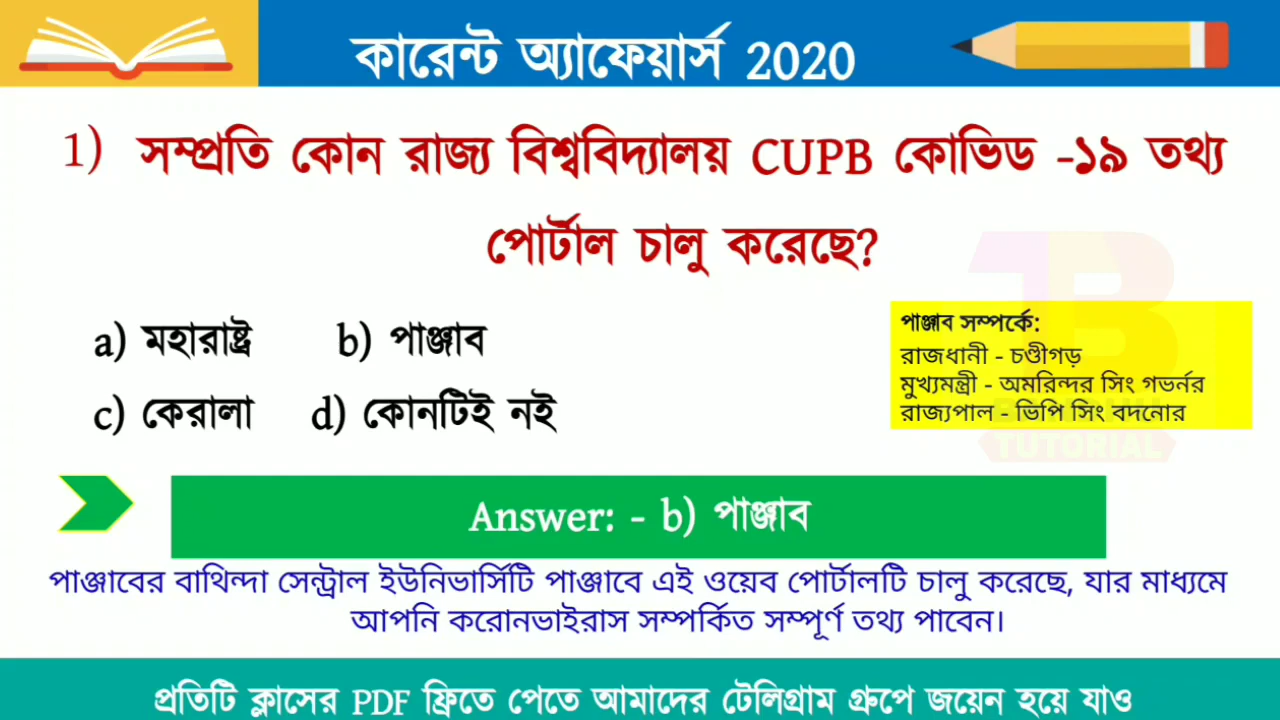 কারেন্ট অ্যাফেয়ার্স 2020
1) সম্প্রতি কোন রাজ্য বিশ্ববিদ্যালয় CUPB কোভিড -১৯ তথ্য
পোর্টাল চালু করেছে?
a) মহারাষ্ট্র b) পাঞ্জাব
c) কেরালা d) কোনটিই নই
পাঞ্জাব সম্পর্কে:
রাজধানী - চণ্ডীগড়
মুখ্যমন্ত্রী - অমরিন্দর সিং গভর্নর
রাজ্যপাল - ভিপি সিং বদনোর
TUTORIAL
Answer: - b) পাঞ্জাব
পাঞ্জাবের বাথিন্দা সেন্ট্রাল ইউনিভার্সিটি পাঞ্জাবে এই ওয়েব পোর্টালটি চালু করেছে, যার মাধ্যমে
আপনি করোনভাইরাস সম্পর্কিত সম্পূর্ণ তথ্য পাবেন।
প্রতিটি ক্লাসের PDF ফ্রিতে পেতে আমাদের টেলিগ্রাম গ্রুপে জয়েন হয়ে যাও